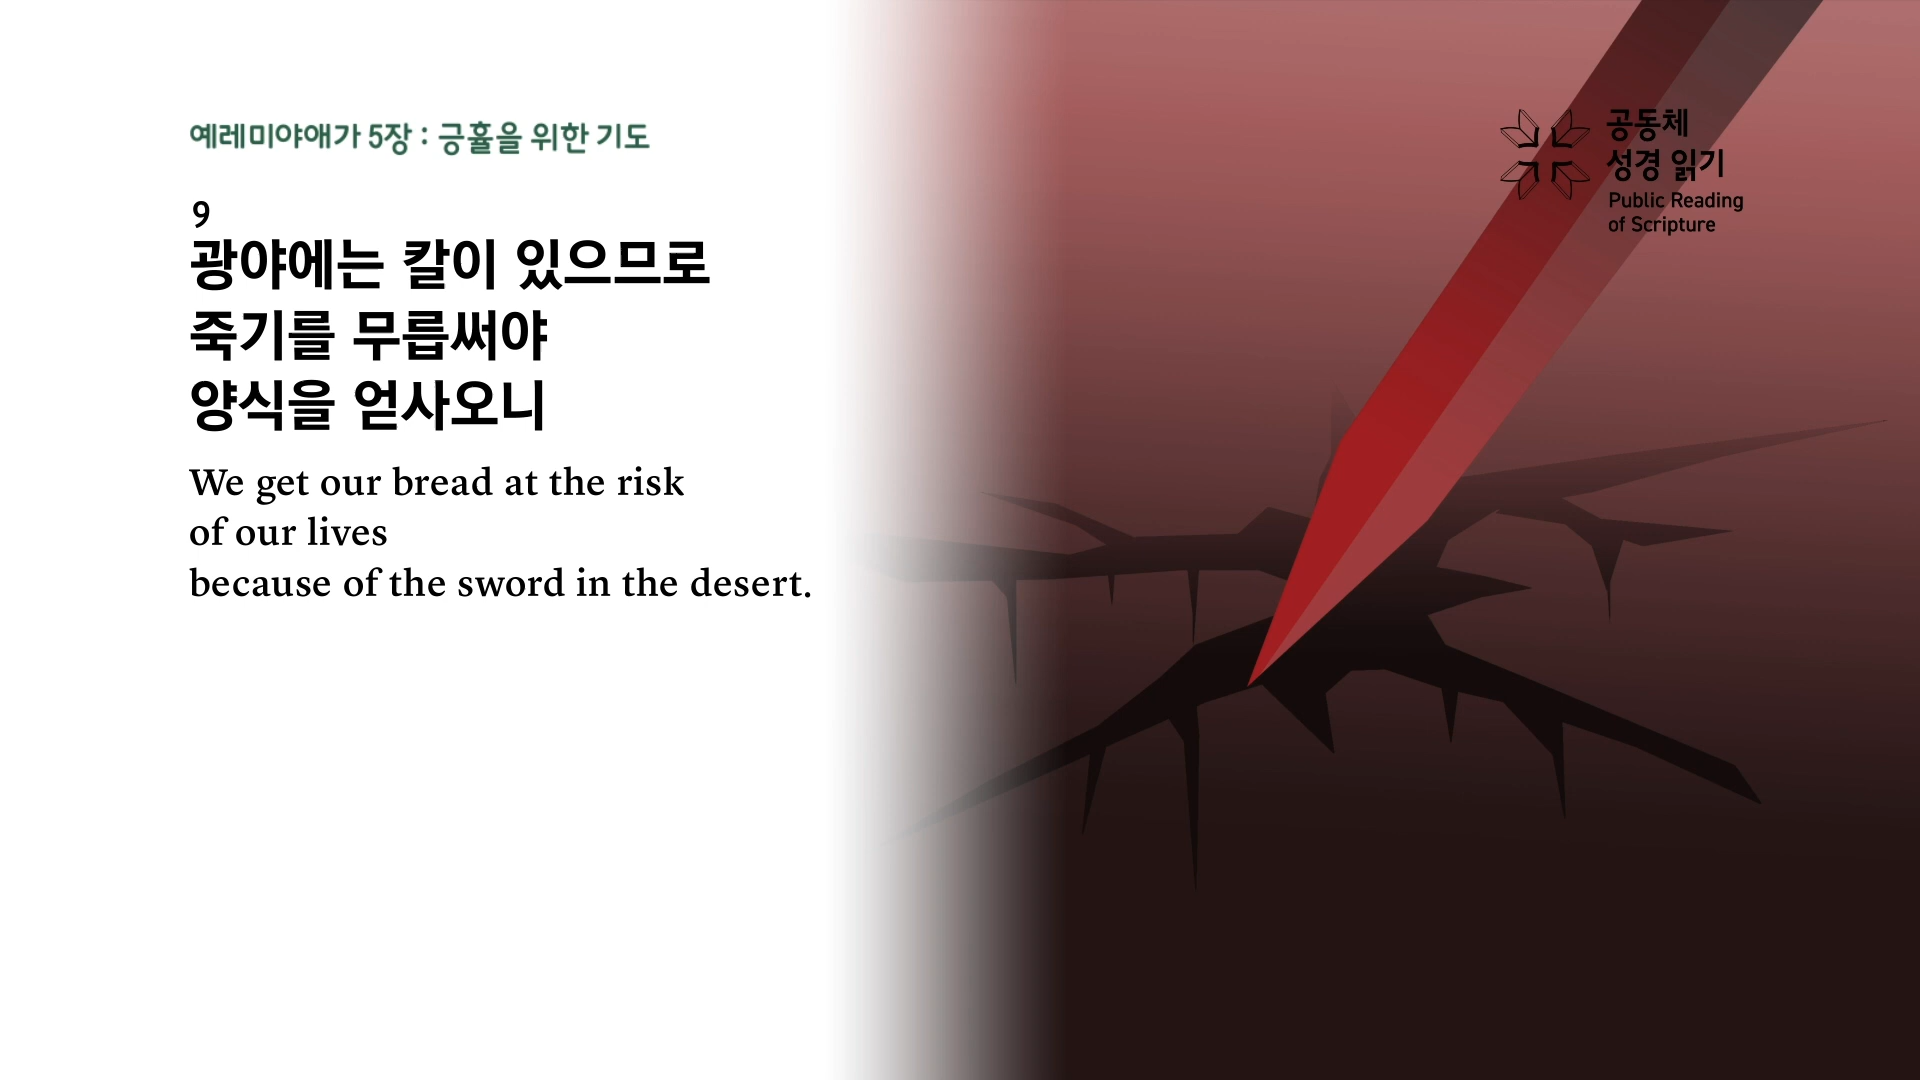 예레미야애가 5장 : 긍휼을 위한 기도
9
광야에는 칼이 있으므로
죽기를 무릅써야
양식을 얻사오니
We get our bread at the risk
of our lives
because of the sword in the desert.
공동체
성경 읽기
Public Reading
of Scripture